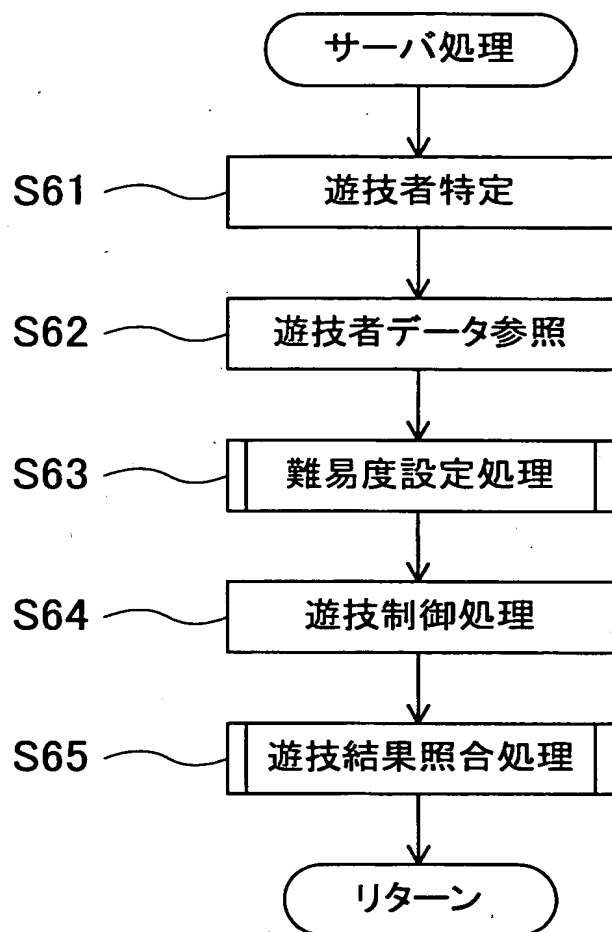 サーバ処理
S61 遊技者特定
S62 遊技者データ参照
S63 難易度設定処理
S64 遊技制御処理
S65 遊技結果照合処理
リターン